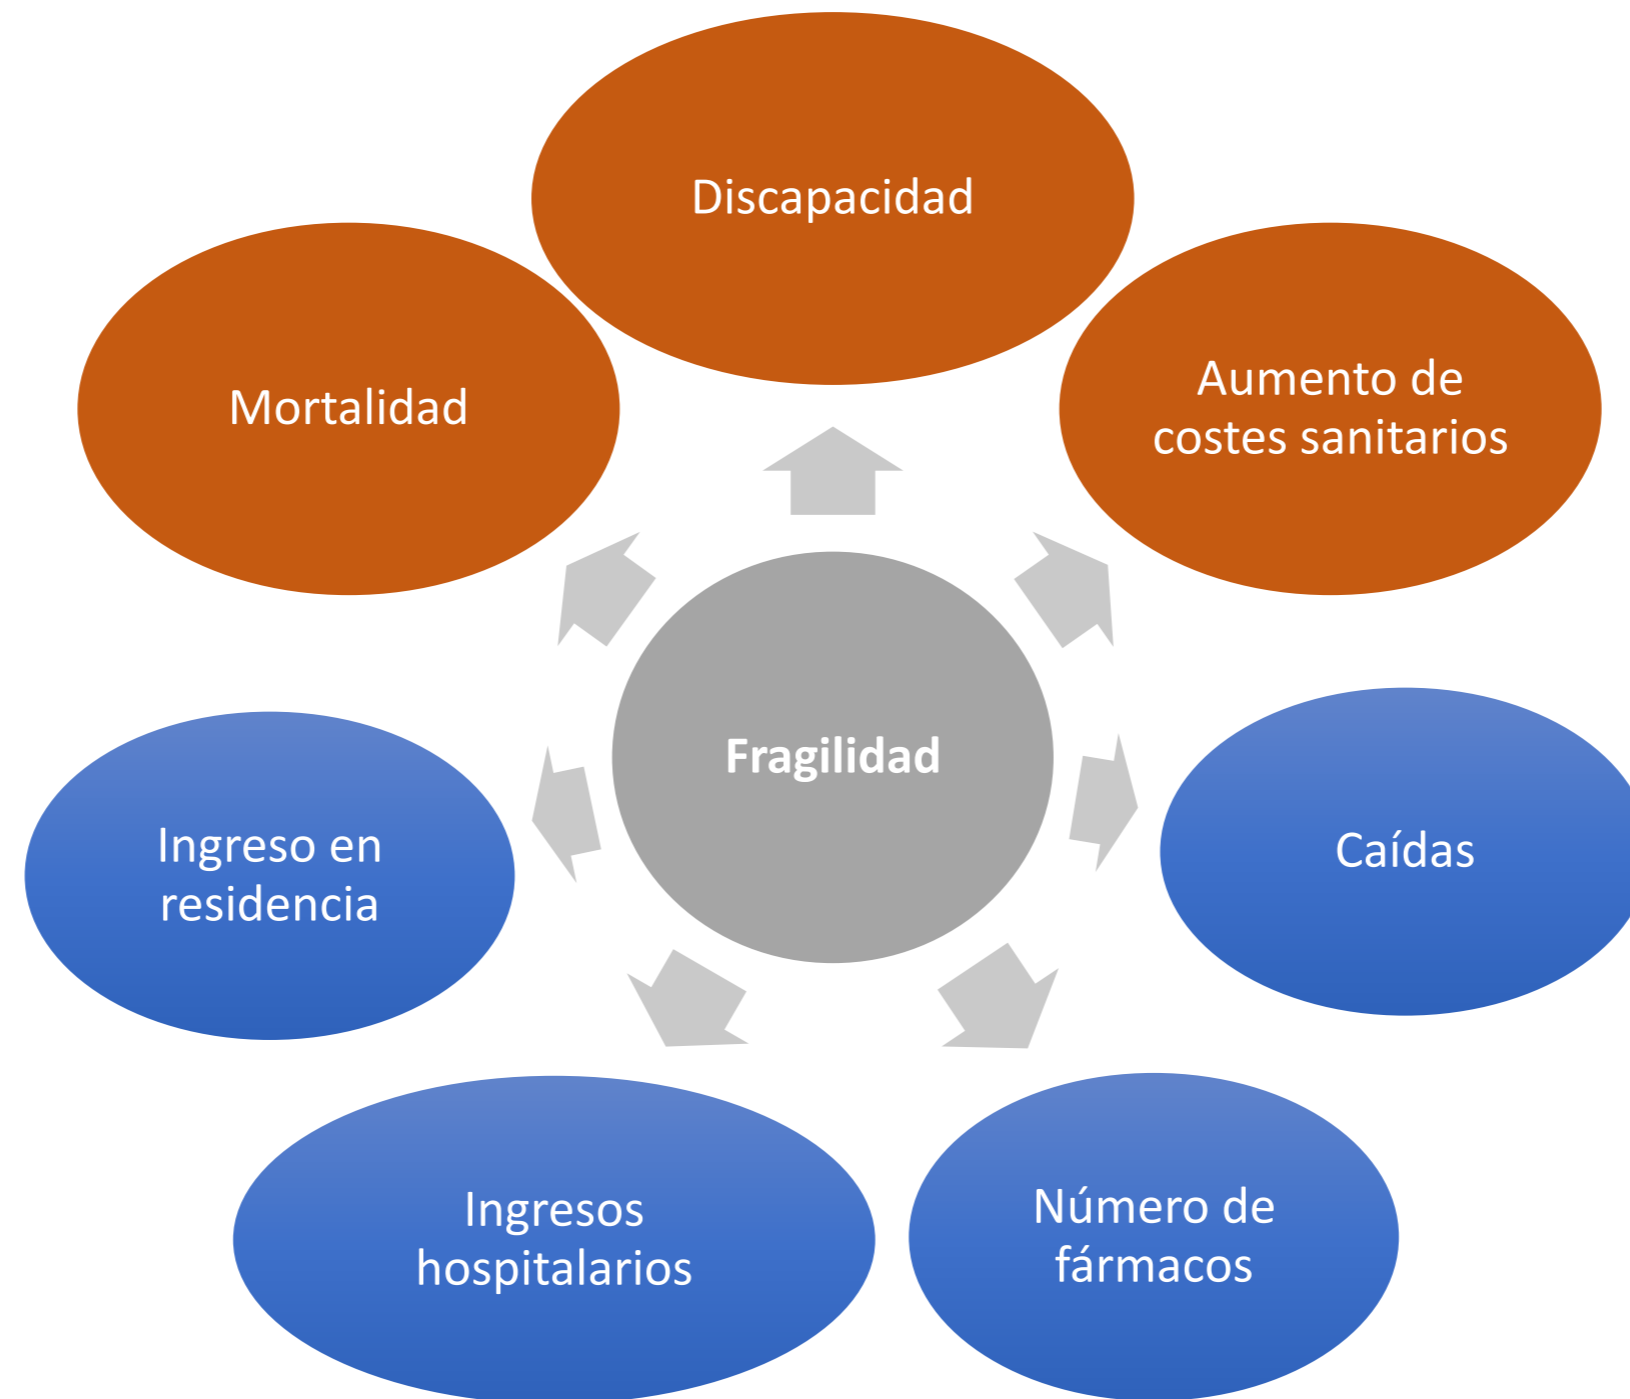 Discapacidad
Mortalidad
Aumento de
costes sanitarios
Fragilidad
Ingreso en
residencia
Caídas
Ingresos
hospitalarios
Número de
fármacos